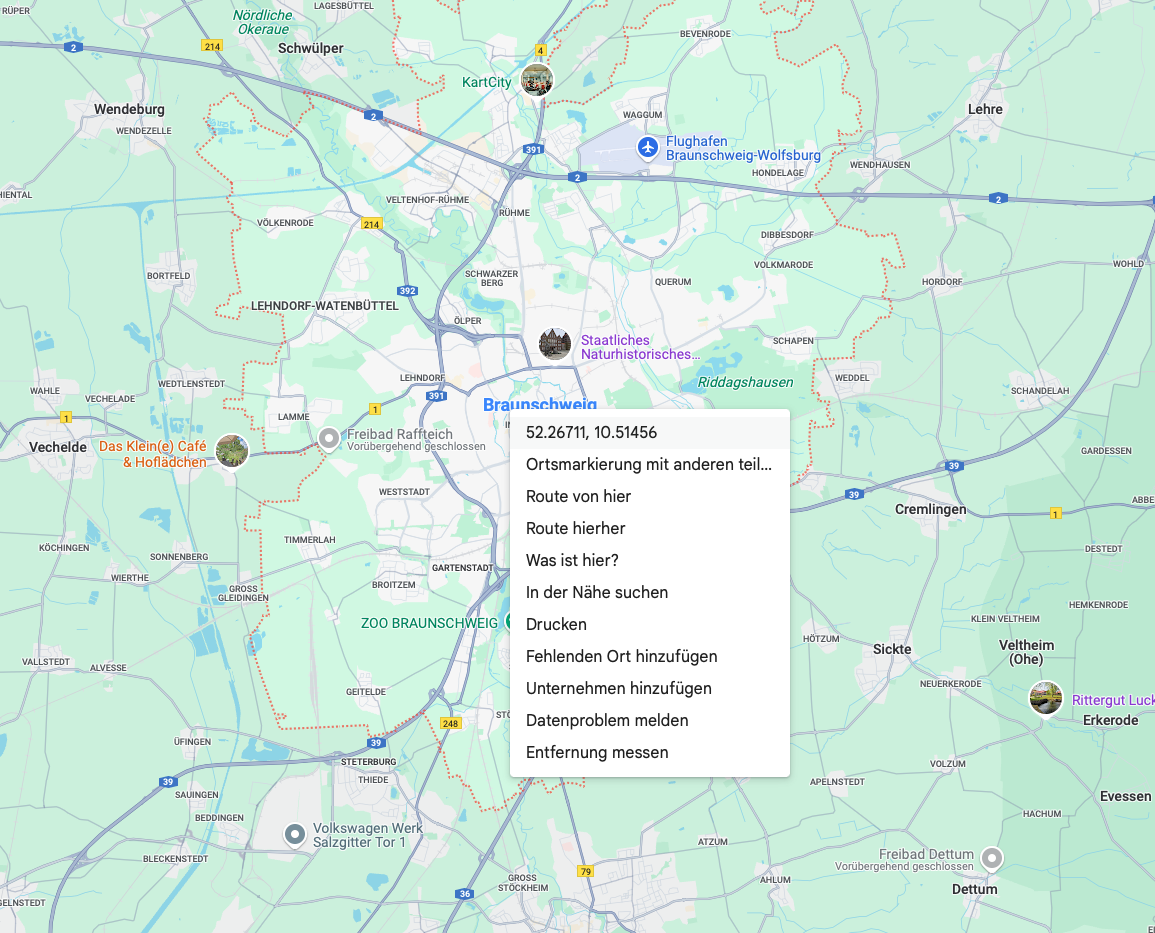 RÜPER
Nördliche
Okeraue
LAGESBÜTTEL
Schwülper
214
2
4
BEVENRODE
KartCity
Wendeburg
WENDEZELLE
2
WAGGUM
Lehre
391
Flughafen
Braunschweig-Wolfsburg
WENDHAUSEN
HONDELAGE
2
2
VELTENHOF-RÜHME
RÜHME
VÖLKENRODE
214
DIBBESDORF
VOLKMARODE
WOHLD
BORTFELD
SCHWARZER
BERG
QUERUM
HORDORF
392
LEHNDORF-WATENBÜTTEL
ÖLPER
Staatliches
Naturhistorisches...
SCHAPEN
LEHNDORF
Riddagshausen
WEDDEL
WEDTLENSTEDT
WAHLE
VECHELADE
391
SCHANDELAH
Braunschweig
1
1
LAMME
Vechelde
Das Klein(e) Café
& Hoflädchen
Freibad Raffteich
Vorübergehend geschlossen
52.26711, 10.51456
Ortsmarkierung mit anderen teil...
Route von hier
Route hierher
Was ist hier?
In der Nähe suchen
Drucken
Fehlenden Ort hinzufügen
Unternehmen hinzufügen
Datenproblem melden
Entfernung messen
GARDESSEN
39
39
WESTSTADT
Cremlingen
1
TIMMERLAH
KÖCHINGEN
SONNENBERG
DESTEDT
WIERTHE
GARTENSTADT
BROITZEM
GROSS
GLEIDINGEN
HEMKENRODE
KLEIN VELTHEIM
ZOO BRAUNSCHWEIG
HÖTZUM
Sickte
Veltheim
(Ohe)
VALLSTEDT
ALVESSE
NEUERKERODE
GEITELDE
Rittergut Luck
Erkerode
248
ÜFINGEN
39
STETERBURG
THIEDE
VOLZUM
39
SAUINGEN
APELNSTEDT
Evessen
BEDDINGEN
HACHUM
Volkswagen Werk
Salzgitter Tor 1
ATZUM
BLECKENSTEDT
Freibad Dettum
Vorübergehend geschlossen
79
GROSS
STÖCKHEIM
AHLUM
Dettum
36